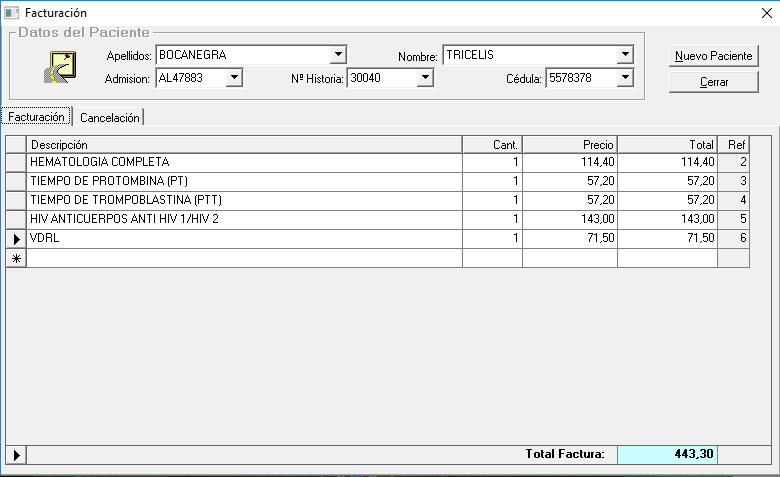 Facturación
Datos del Paciente
Apellidos: BOCANEGRA Nombre: TRICELIS Nuevo Paciente
Admision: AL47883 Nº Historia: 30040 Cédula: 5578378 Cerrar
Facturación Cancelación
Descripción Cant. Precio Total Ref
HEMATOLOGIA COMPLETA 1 114,40 114,40 2
TIEMPO DE PROTOMBINA (PT) 1 57,20 57,20 3
TIEMPO DE TROMPOBLASTINA (PTT) 1 57,20 57,20 4
HIV ANTICUERPOS ANTI HIV 1/HIV 2 1 143,00 143,00 5
VDRL 1 71,50 71,50 6
Total Factura: 443,30